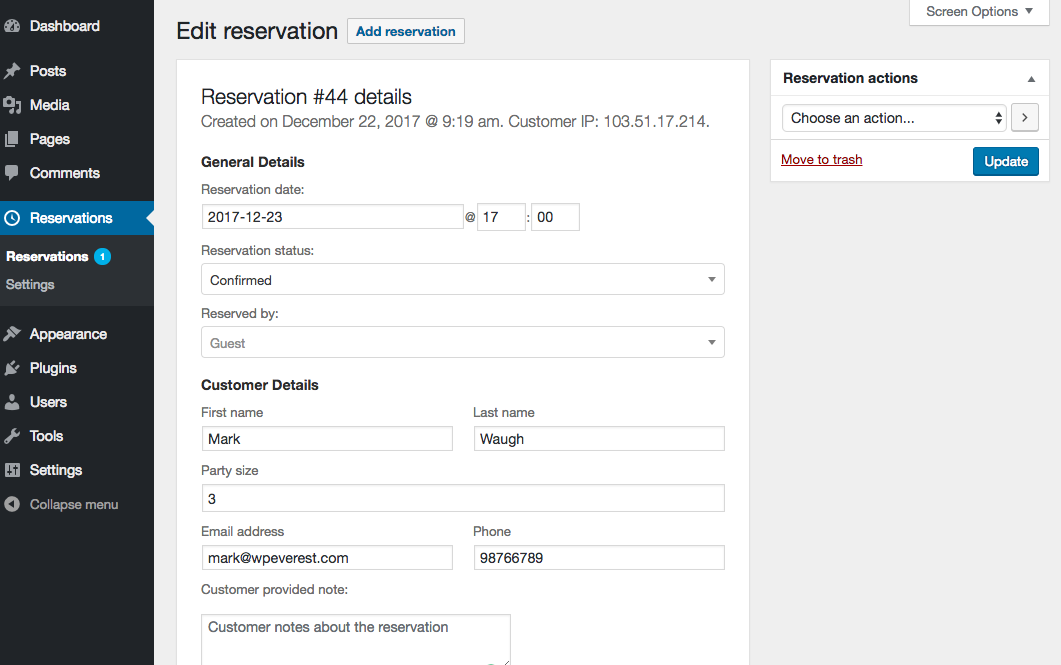 Dashboard
Posts
Media
Pages
Comments
Reservations
Reservations 1
Settings
Appearance
Plugins
Users
Tools
Settings
Collapse menu
Screen Options
Edit reservation Add reservation
Reservation #44 details
Created on December 22, 2017 @ 9:19 am. Customer IP: 103.51.17.214.
General Details
Reservation date:
2017-12-23 @ 17 : 00
Reservation status:
Confirmed
Reserved by:
Guest
Customer Details
First name Last name
Mark Waugh
Party size
3
Email address Phone
mark@wpeverest.com 98766789
Customer provided note:
Customer notes about the reservation
Reservation actions
Choose an action...
Move to trash Update